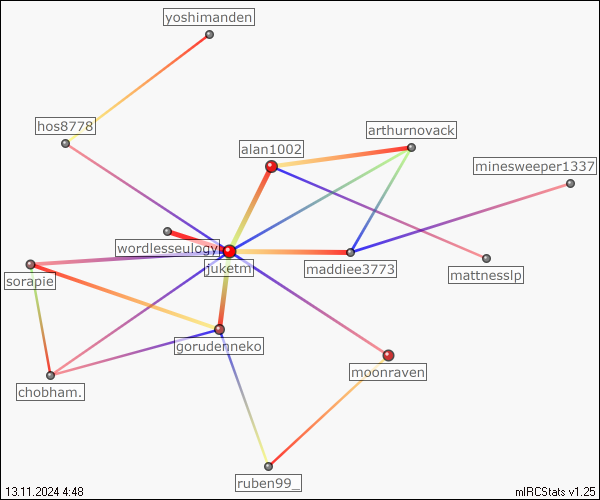 yoshimanden
hos8778
arthurnovack
alan1002
minesweeper1337
wordlesseulogy
juketm
maddiee3773
mattnesslp
sorapie
gorudenneko
moonraven
chobham.
ruben99_
13.11.2024 4:48
mIRCStats v1.25